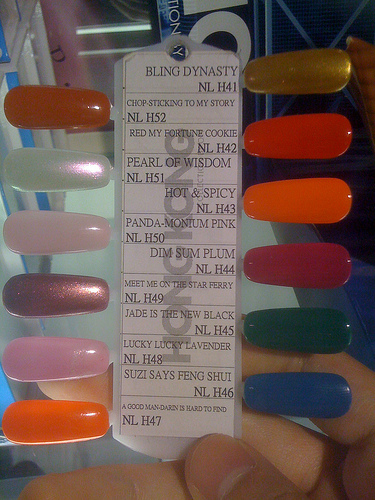 TION
BLING DYNASTY
NL H41
CHOP-STICKING TO MY STORY
NL H52
RED MY FORTUNE COOKIE
NL H42
PEARL OF WISDOM
NL H51
HOT & SPICY
NL H43
PANDA-MONIUM PINK
NL H50
DIM SUM PLUM
NL H44
MEET ME ON THE STAR FERRY
NL H49
JADE IS THE NEW BLACK
NL H45
LUCKY LUCKY LAVENDER
NL H48
SUZI SAYS FENG SHUI
NL H46
A GOOD MAN-DARIN IS HARD TO FIND
NL H47
HONG KONG
COLLECTION